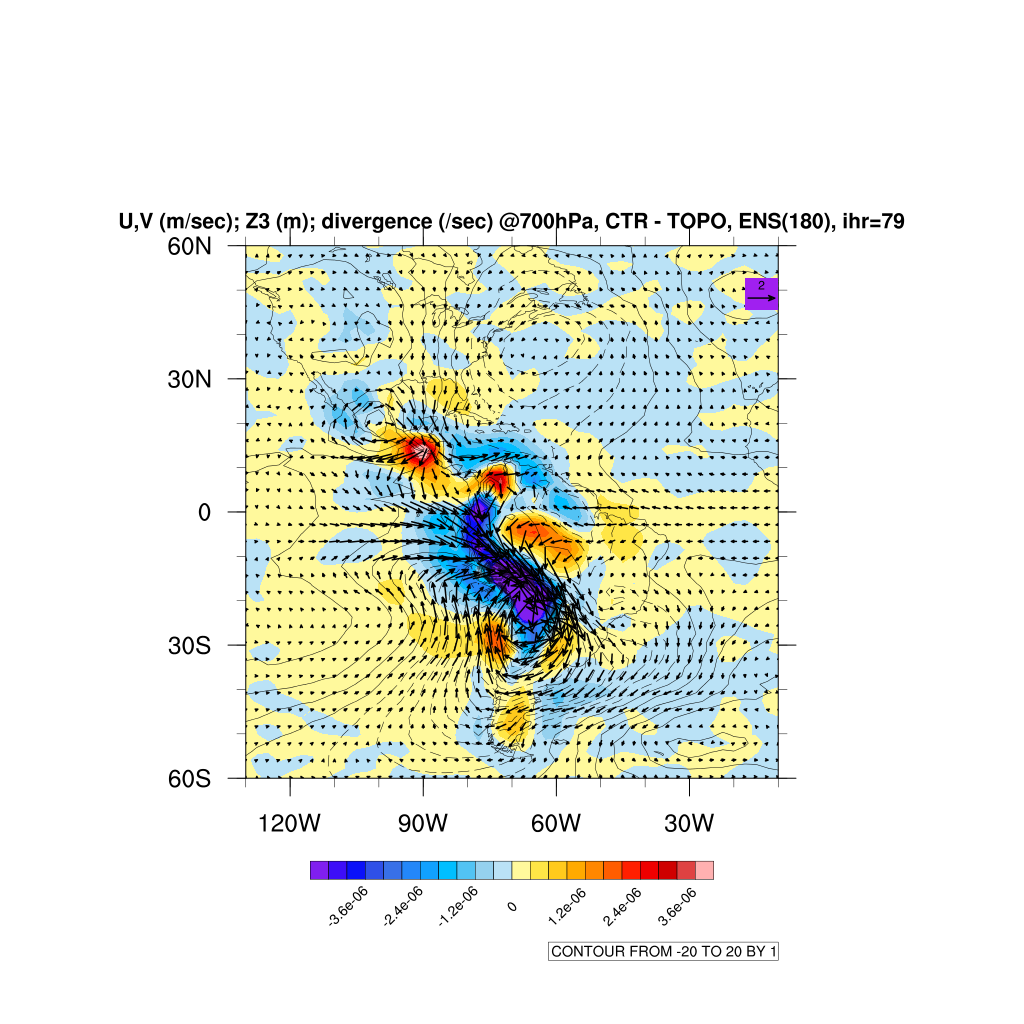 U,V (m/sec); Z3 (m); divergence (/sec) @700hPa, CTR - TOPO, ENS(180), ihr=79
60N
2
30N
0
30S
60S
120W 90W 60W 30W
-3.6e-06 -2.4e-06 -1.2e-06 0 1.2e-06 2.4e-06 3.6e-06
CONTOUR FROM -20 TO 20 BY 1